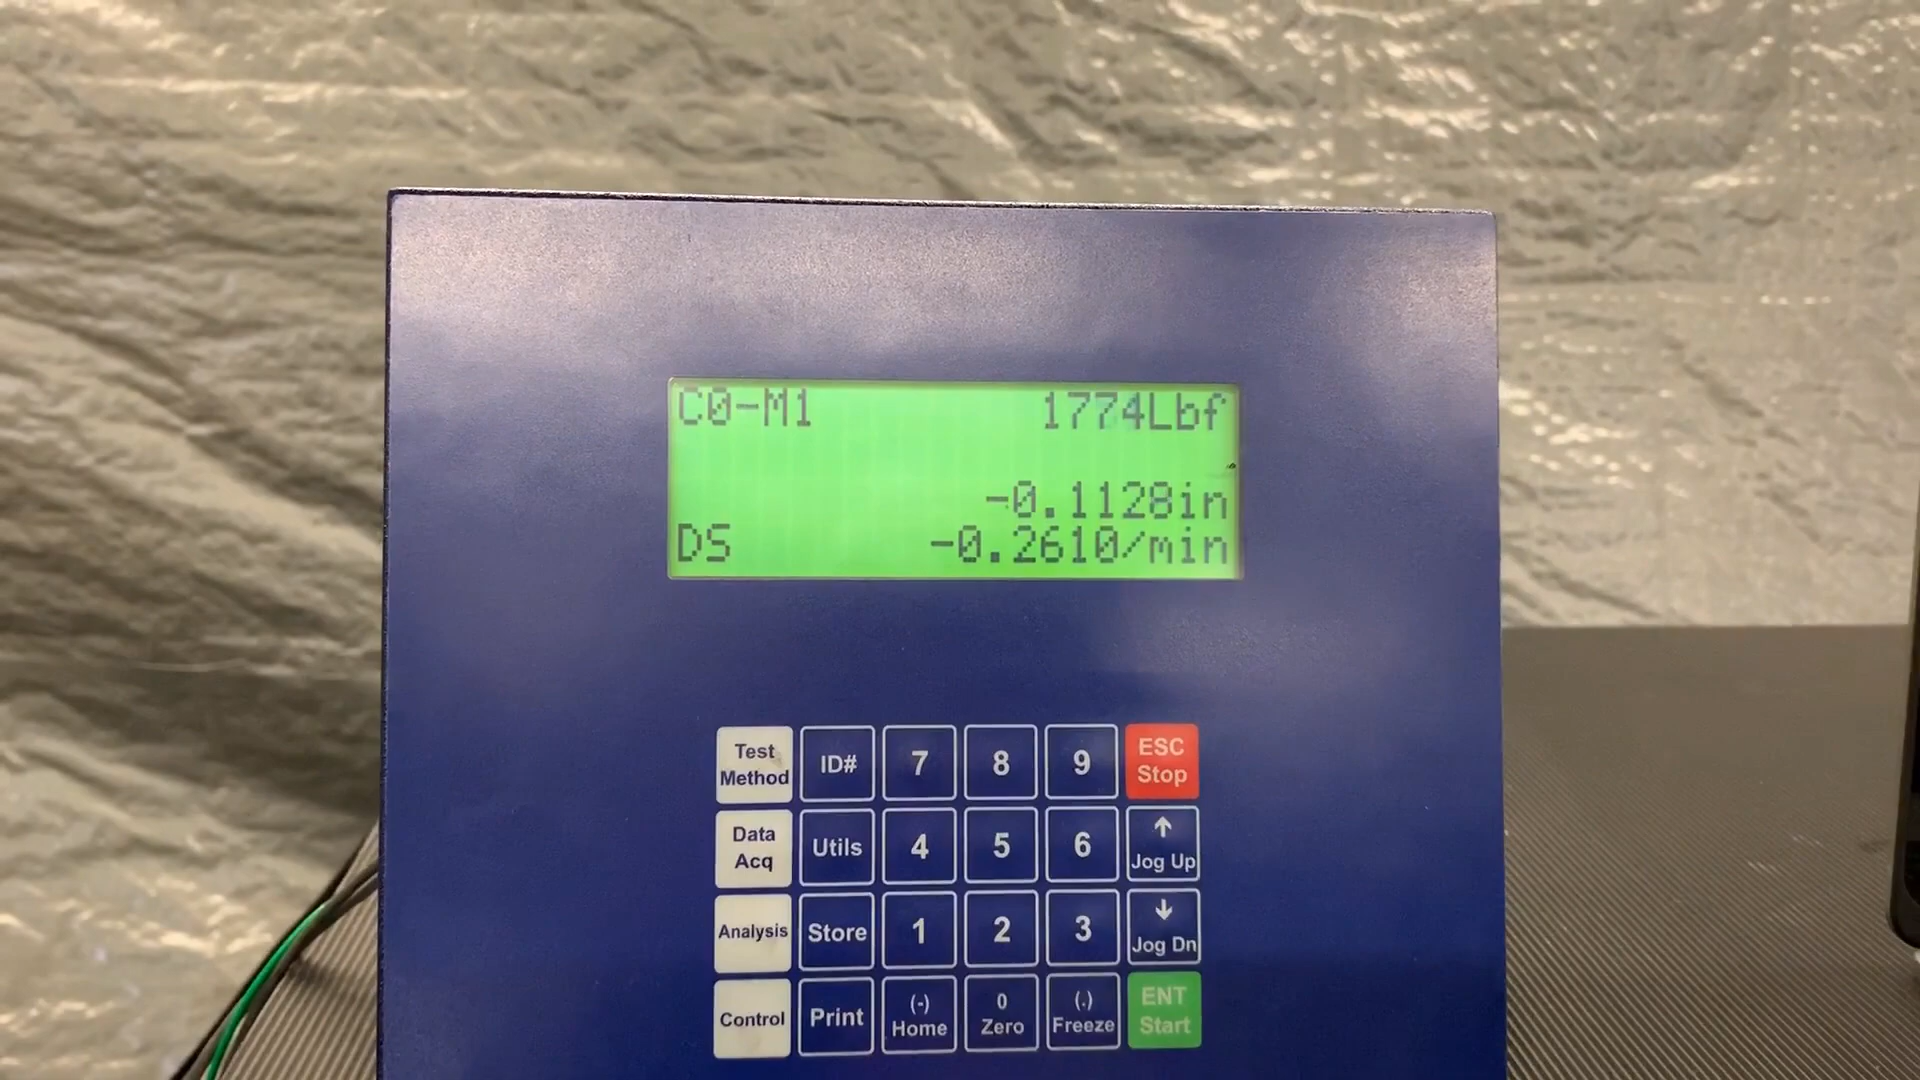 C0-M1 1774Lbf
-0.1128in
DS -0.2610/min
Test Method ID# 7 8 9 ESC Stop
Data Acq Utils 4 5 6 ↑ Jog Up
Analysis Store 1 2 3 ↓ Jog Dn
Control Print (-) Home 0 Zero (.) Freeze ENT Start